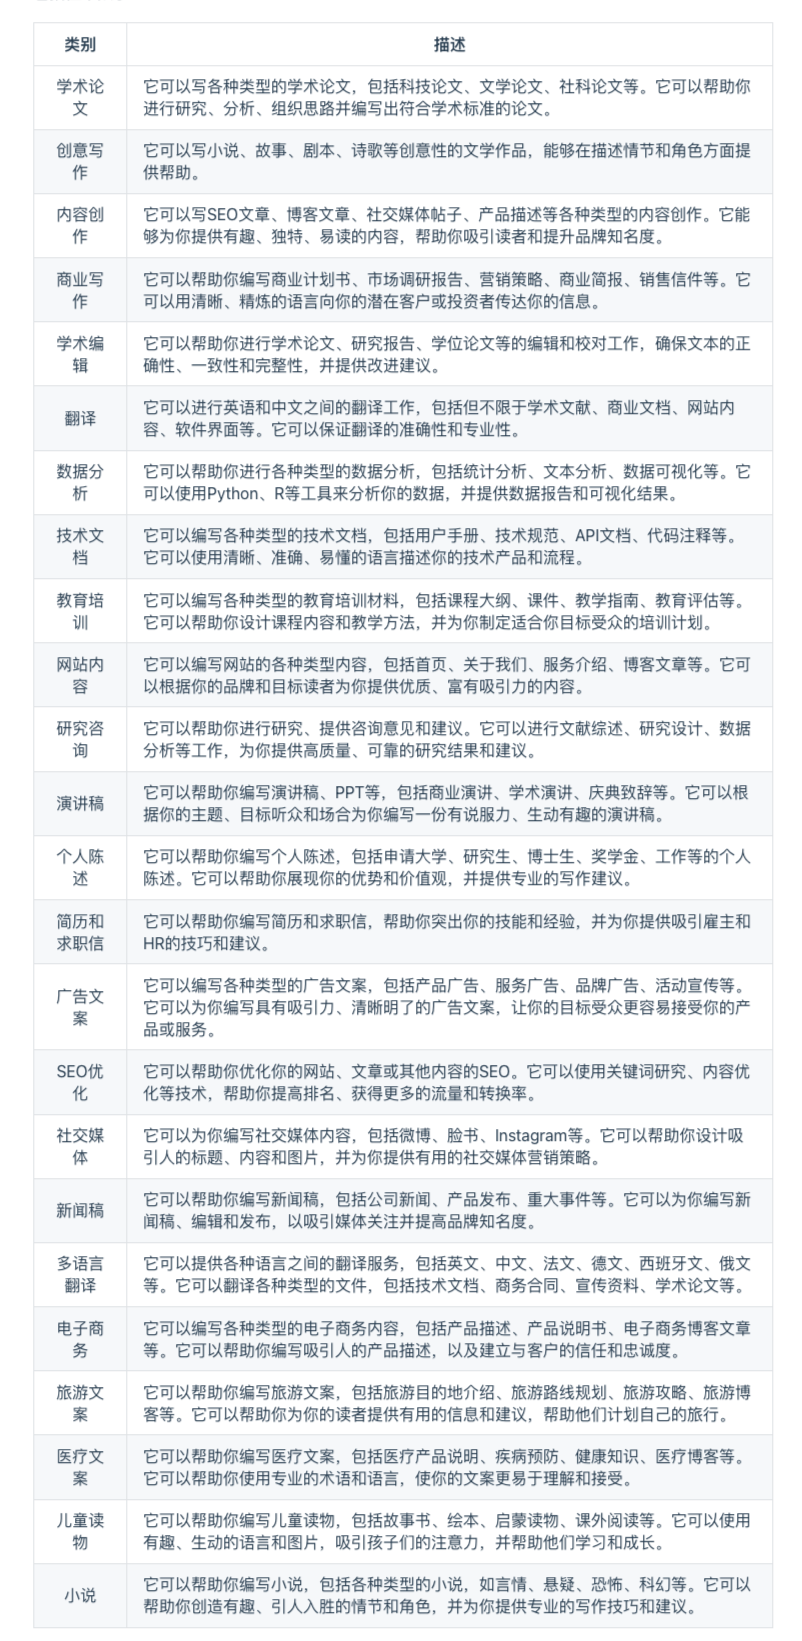 类别
描述
学术论
文
它可以写各种类型的学术论文，包括科技论文、文学论文、社科论文等。它可以帮助你
进行研究、分析、组织思路并编写出符合学术标准的论文。
创意写
作
它可以写小说、故事、剧本、诗歌等创意性的文学作品，能够在描述情节和角色方面提
供帮助。
内容创
作
它可以写SEO文章、博客文章、社交媒体帖子、产品描述等各种类型的内容创作。它能
够为你提供有趣、独特、易读的内容，帮助你吸引读者和提升品牌知名度。
商业写
作
它可以帮助你编写商业计划书、市场调研报告、营销策略、商业简报、销售信件等。它
可以用清晰、精炼的语言向你的潜在客户或投资者传达你的信息。
学术编
辑
它可以帮助你进行学术论文、研究报告、学位论文等的编辑和校对工作，确保文本的正
确性、一致性和完整性，并提供改进建议。
翻译
它可以进行英语和中文之间的翻译工作，包括但不限于学术文献、商业文档、网站内
容、软件界面等。它可以保证翻译的准确性和专业性。
数据分
析
它可以帮助你进行各种类型的数据分析，包括统计分析、文本分析、数据可视化等。它
可以使用Python、R等工具来分析你的数据，并提供数据报告和可视化结果。
技术文
档
它可以编写各种类型的技术文档，包括用户手册、技术规范、API文档、代码注释等。
它可以使用清晰、准确、易懂的语言描述你的技术产品和流程。
教育培
训
它可以编写各种类型的教育培训材料，包括课程大纲、课件、教学指南、教育评估等。
它可以帮助你设计课程内容和教学方法，并为你制定适合你目标受众的培训计划。
网站内
容
它可以编写网站的各种类型内容，包括首页、关于我们、服务介绍、博客文章等。它可
以根据你的品牌和目标读者为你提供优质、富有吸引力的内容。
研究咨
询
它可以帮助你进行研究、提供咨询意见和建议。它可以进行文献综述、研究设计、数据
分析等工作，为你提供高质量、可靠的研究结果和建议。
演讲稿
它可以帮助你编写演讲稿、PPT等，包括商业演讲、学术演讲、庆典致辞等。它可以根
据你的主题、目标听众和场合为你编写一份有说服力、生动有趣的演讲稿。
个人陈
述
它可以帮助你编写个人陈述，包括申请大学、研究生、博士生、奖学金、工作等的个人
陈述。它可以帮助你展现你的优势和价值观，并提供专业的写作建议。
简历和
求职信
它可以帮助你编写简历和求职信，帮助你突出你的技能和经验，并为你提供吸引雇主和
HR的技巧和建议。
广告文
案
它可以编写各种类型的广告文案，包括产品广告、服务广告、品牌广告、活动宣传等。
它可以为你编写具有吸引力、清晰明了的广告文案，让你的目标受众更容易接受你的产
品或服务。
SEO优
化
它可以帮助你优化你的网站、文章或其他内容的SEO。它可以使用关键词研究、内容优
化等技术，帮助你提高排名、获得更多的流量和转换率。
社交媒
体
它可以为你编写社交媒体内容，包括微博、脸书、Instagram等。它可以帮助你设计吸
引人的标题、内容和图片，并为你提供有用的社交媒体营销策略。
新闻稿
它可以帮助你编写新闻稿，包括公司新闻、产品发布、重大事件等。它可以为你编写新
闻稿、编辑和发布，以吸引媒体关注并提高品牌知名度。
多语言
翻译
它可以提供各种语言之间的翻译服务，包括英文、中文、法文、德文、西班牙文、俄文
等。它可以翻译各种类型的文件，包括技术文档、商务合同、宣传资料、学术论文等。
电子商
务
它可以编写各种类型的电子商务内容，包括产品描述、产品说明书、电子商务博客文章
等。它可以帮助你编写吸引人的产品描述，以及建立与客户的信任和忠诚度。
旅游文
案
它可以帮助你编写旅游文案，包括旅游目的地介绍、旅游路线规划、旅游攻略、旅游博
客等。它可以帮助你为你的读者提供有用的信息和建议，帮助他们计划自己的旅行。
医疗文
案
它可以帮助你编写医疗文案，包括医疗产品说明、疾病预防、健康知识、医疗博客等。
它可以帮助你使用专业的术语和语言，使你的文案更易于理解和接受。
儿童读
物
它可以帮助你编写儿童读物，包括故事书、绘本、启蒙读物、课外阅读等。它可以使用
有趣、生动的语言和图片，吸引孩子们的注意力，并帮助他们学习和成长。
小说
它可以帮助你编写小说，包括各种类型的小说，如言情、悬疑、恐怖、科幻等。它可以
帮助你创造有趣、引人入胜的情节和角色，并为你提供专业的写作技巧和建议。